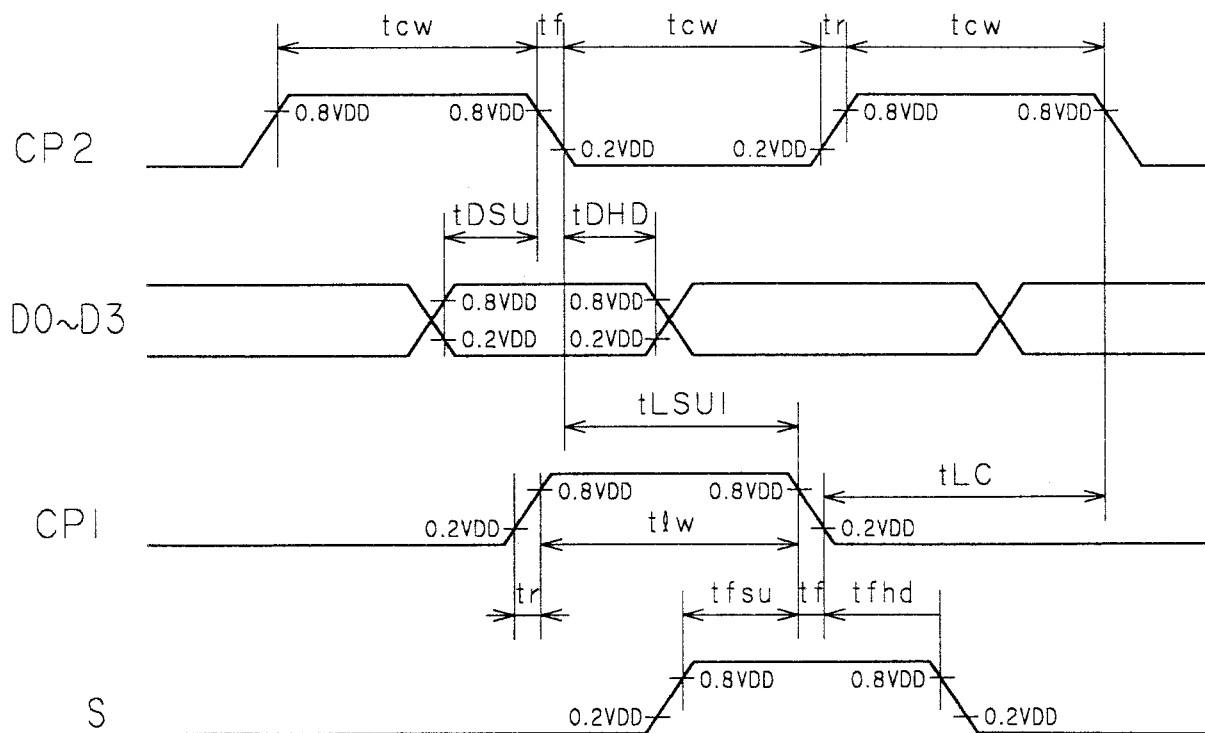 tcw tf tcw tr tcw
0.8VDD 0.8VDD 0.8VDD 0.8VDD
CP2
0.2VDD 0.2VDD
tDSU tDHD
0.8VDD 0.8VDD
D0~D3
0.2VDD 0.2VDD
tLSU1
tLC
0.8VDD 0.8VDD
CP1
0.2VDD tℓw 0.2VDD
tr tfsu tf tfhd
0.8VDD 0.8VDD
S
0.2VDD 0.2VDD